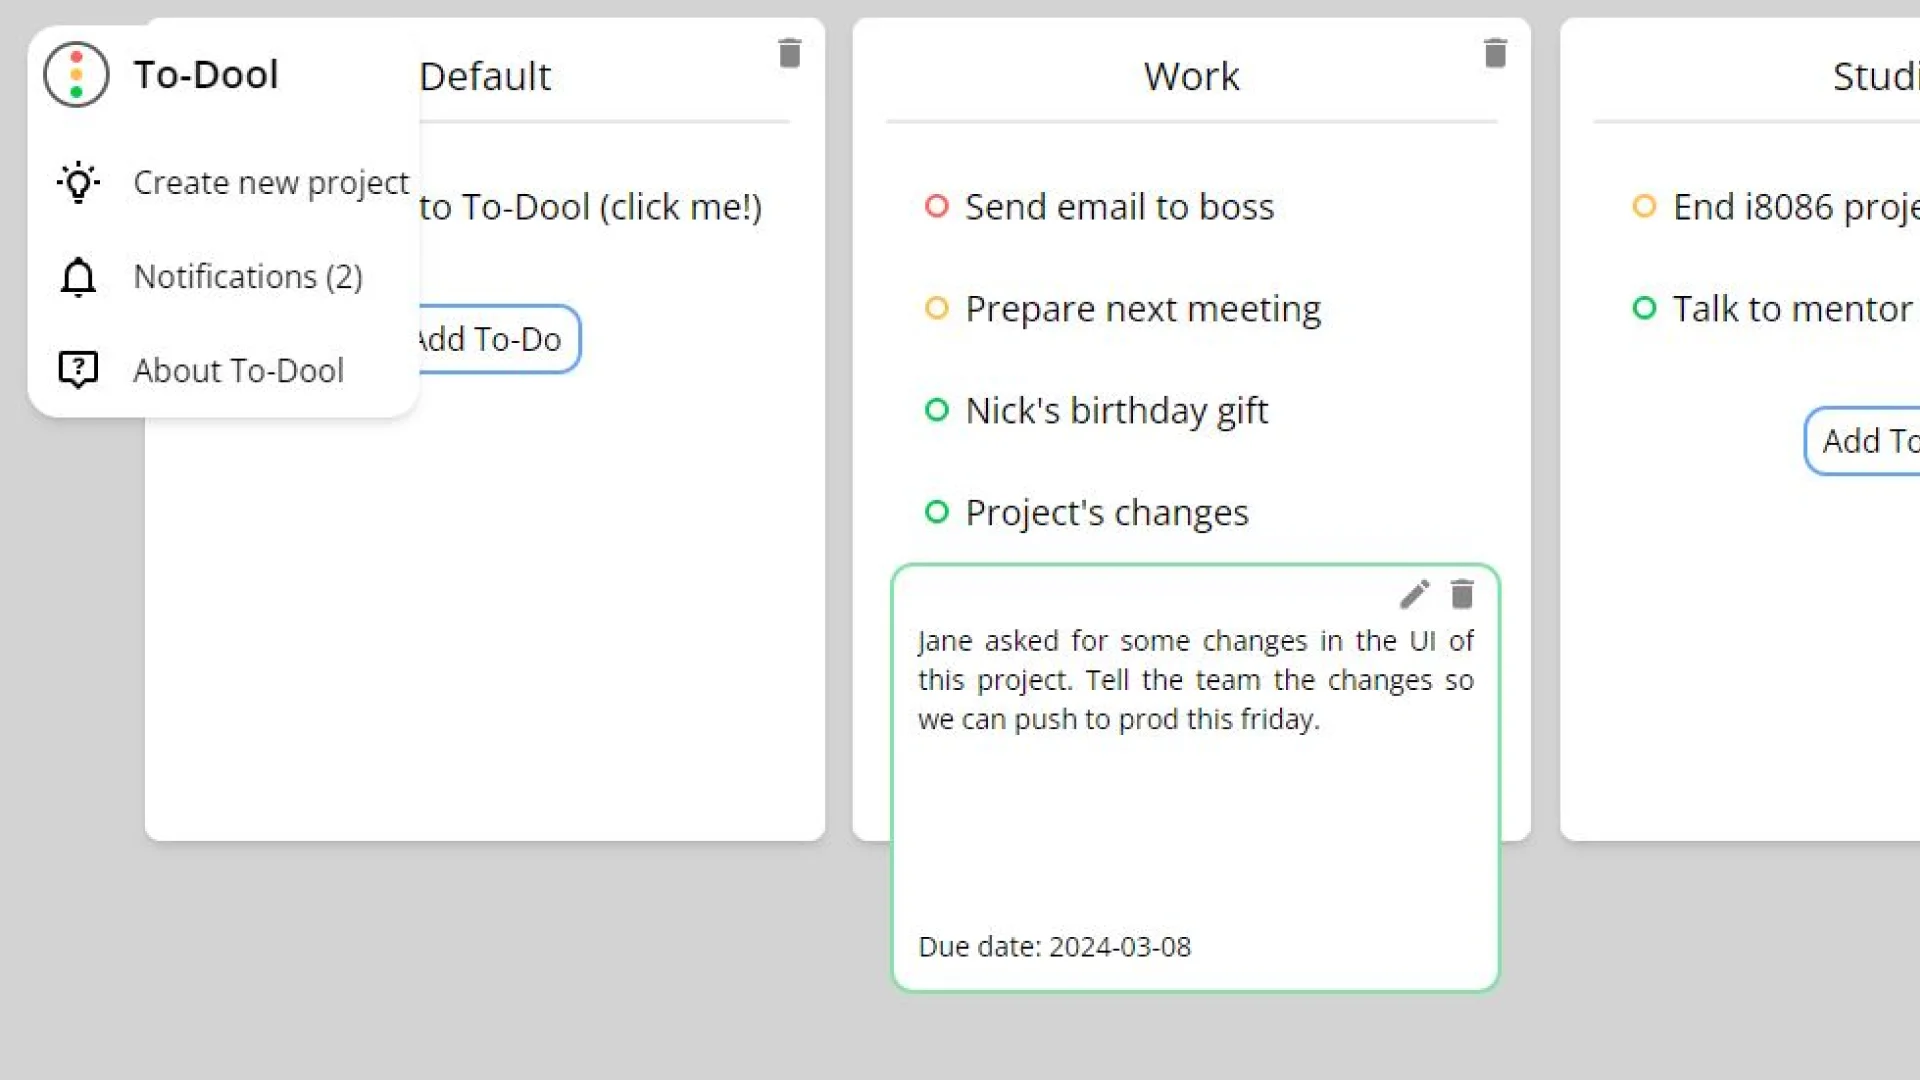 To-Dool
Create new project
Notifications (2)
About To-Dool
Default
to To-Dool (click me!)
Add To-Do
Work
Send email to boss
Prepare next meeting
Nick's birthday gift
Project's changes
Jane asked for some changes in the UI of
this project. Tell the team the changes so
we can push to prod this friday.
Due date: 2024-03-08
End i8086
Talk to mentor
Add